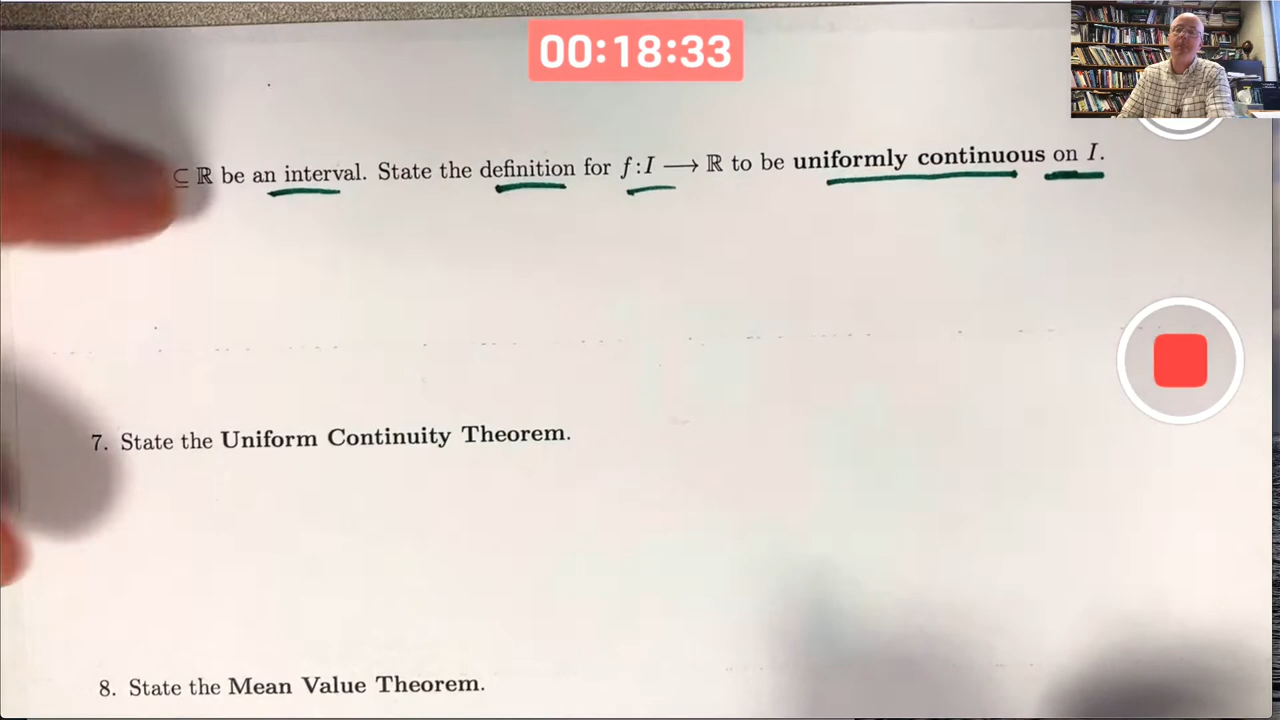 00:18:33
⊆ ℝ be an interval. State the definition for f : I ⟶ ℝ to be uniformly continuous on I.
7. State the Uniform Continuity Theorem.
8. State the Mean Value Theorem.